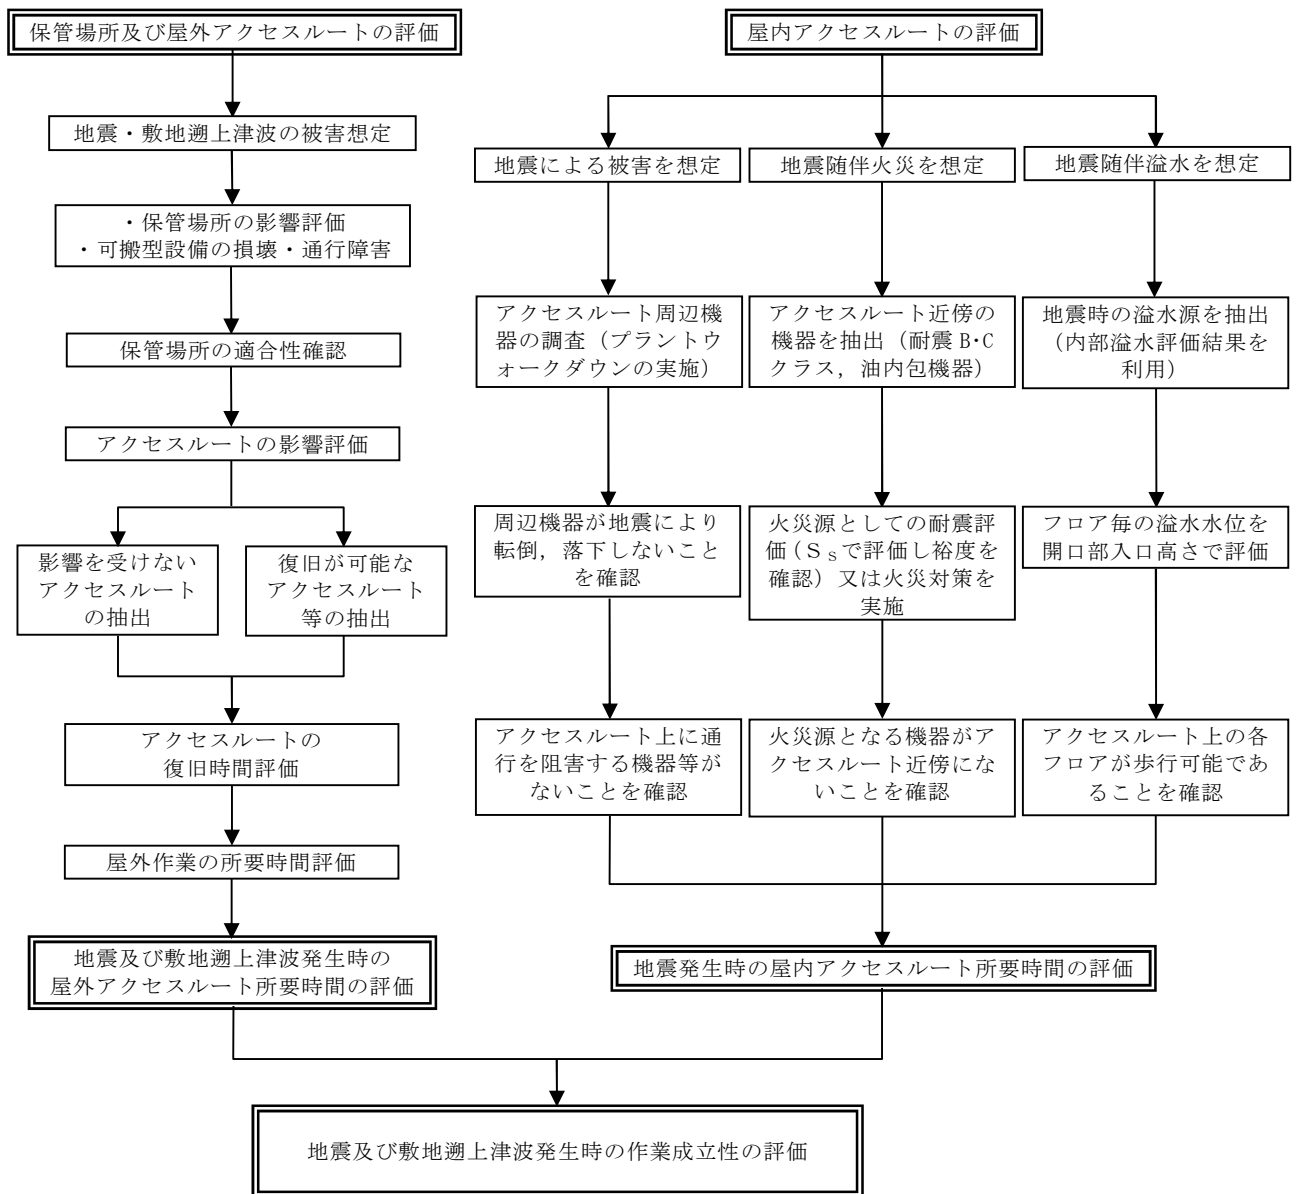 保管場所及び屋外アクセスルートの評価
地震・敷地遡上津波の被害想定
・保管場所の影響評価
・可搬型設備の損壊・通行障害
保管場所の適合性確認
アクセスルートの影響評価
影響を受けない
アクセスルート
の抽出
復旧が可能な
アクセスルート
等の抽出
アクセスルートの
復旧時間評価
屋外作業の所要時間評価
地震及び敷地遡上津波発生時の
屋外アクセスルート所要時間の評価
屋内アクセスルートの評価
地震による被害を想定
アクセスルート周辺機
器の調査（プラントウ
ォークダウンの実施）
周辺機器が地震により
転倒，落下しないこと
を確認
アクセスルート上に通
行を阻害する機器等が
ないことを確認
地震随伴火災を想定
アクセスルート近傍の
機器を抽出（耐震B・C
クラス，油内包機器）
火災源としての耐震評
価（Ｓsで評価し裕度を
確認）又は火災対策を
実施
火災源となる機器がア
クセスルート近傍にな
いことを確認
地震随伴溢水を想定
地震時の溢水源を抽出
（内部溢水評価結果を
利用）
フロア毎の溢水水位を
開口部入口高さで評価
アクセスルート上の各
フロアが歩行可能であ
ることを確認
地震発生時の屋内アクセスルート所要時間の評価
地震及び敷地遡上津波発生時の作業成立性の評価